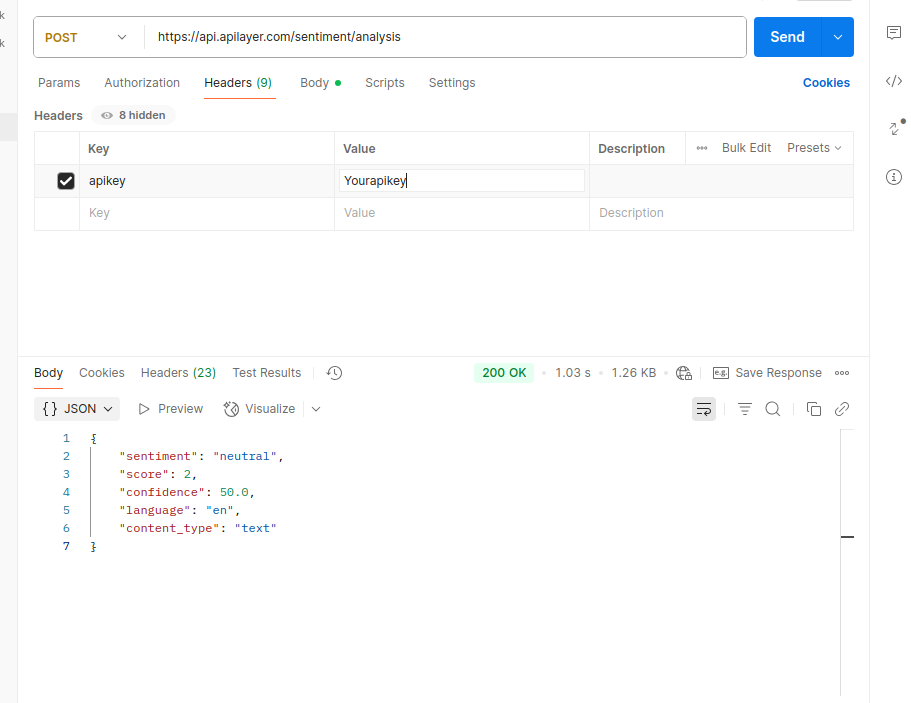 k
k
POST https://api.apilayer.com/sentiment/analysis Send
Params Authorization Headers (9) Body Scripts Settings Cookies
Headers 8 hidden
Key Value Description Bulk Edit Presets
apikey Yourapikey
Key Value Description
Body Cookies Headers (23) Test Results 200 OK 1.03 s 1.26 KB e.g. Save Response
{} JSON Preview Visualize
1 {
2 "sentiment": "neutral",
3 "score": 2,
4 "confidence": 50.0,
5 "language": "en",
6 "content_type": "text"
7 }